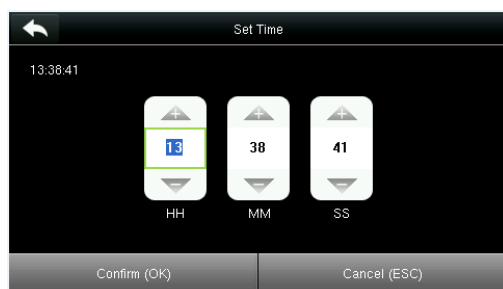 Set Time
13:38:41
+ + +
13 38 41
− − −
HH MM SS
Confirm (OK) Cancel (ESC)